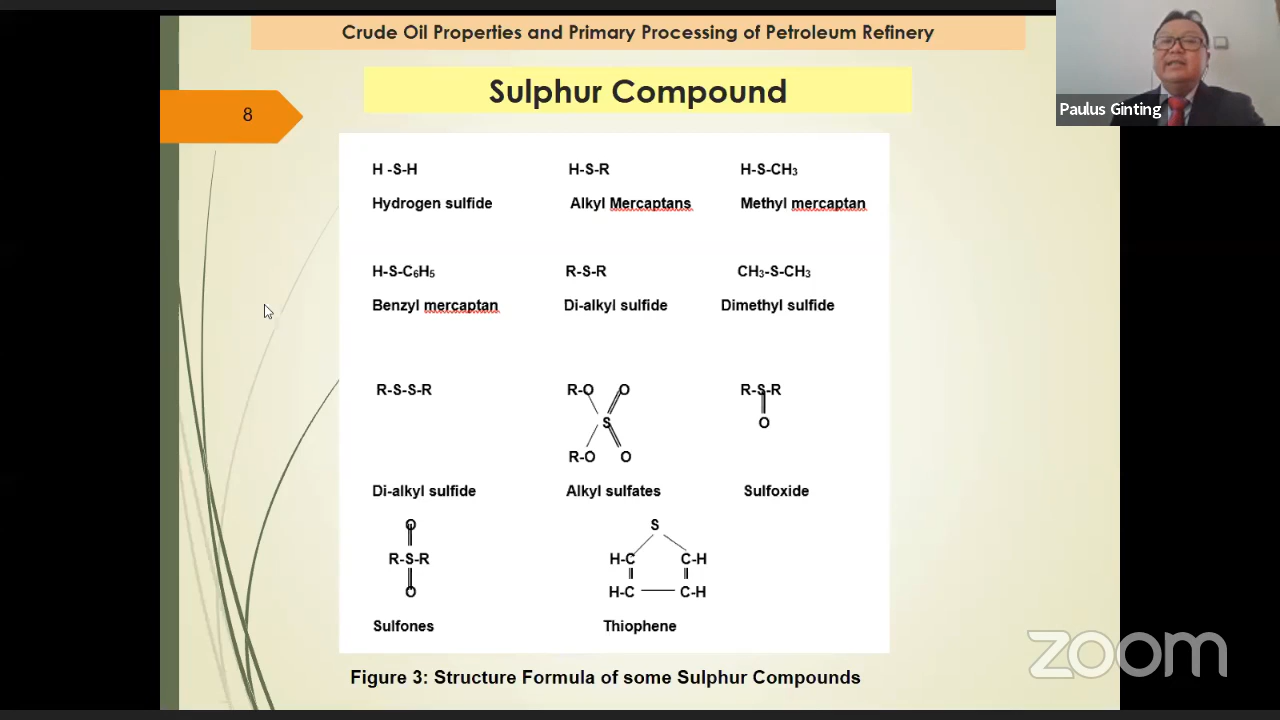 Crude Oil Properties and Primary Processing of Petroleum Refinery
Paulus Ginting
Sulphur Compound
8
H -S-H H-S-R H-S-CH₃
Hydrogen sulfide Alkyl Mercaptans Methyl mercaptan
H-S-C₆H₅ R-S-R CH₃-S-CH₃
Benzyl mercaptan Di-alkyl sulfide Dimethyl sulfide
R-S-S-R R-O O R-S-R
S O
R-O O
Di-alkyl sulfide Alkyl sulfates Sulfoxide
O S
R-S-R H-C C-H
O H-C C-H
Sulfones Thiophene
zoom
Figure 3: Structure Formula of some Sulphur Compounds